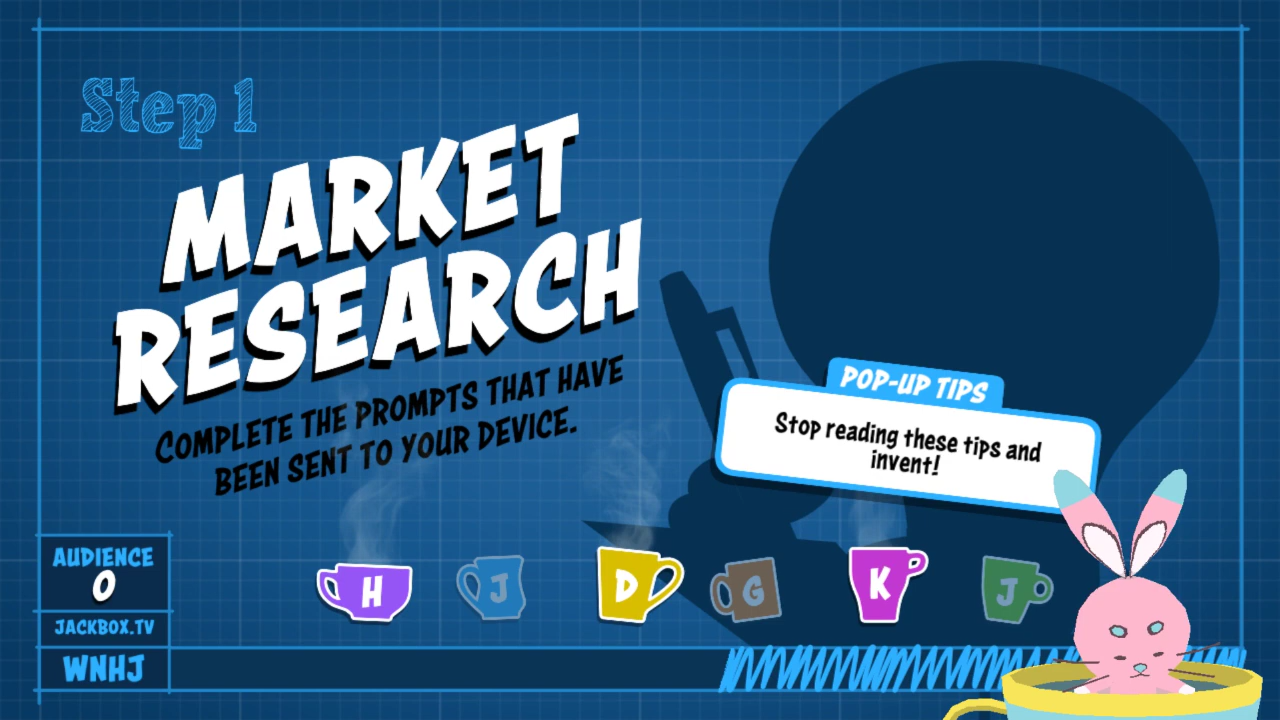 Step 1
MARKET
RESEARCH
COMPLETE THE PROMPTS THAT HAVE
BEEN SENT TO YOUR DEVICE.
POP-UP TIPS
Stop reading these tips and
invent!
AUDIENCE
0
JACKBOX.TV
WNHJ
H J D G K J